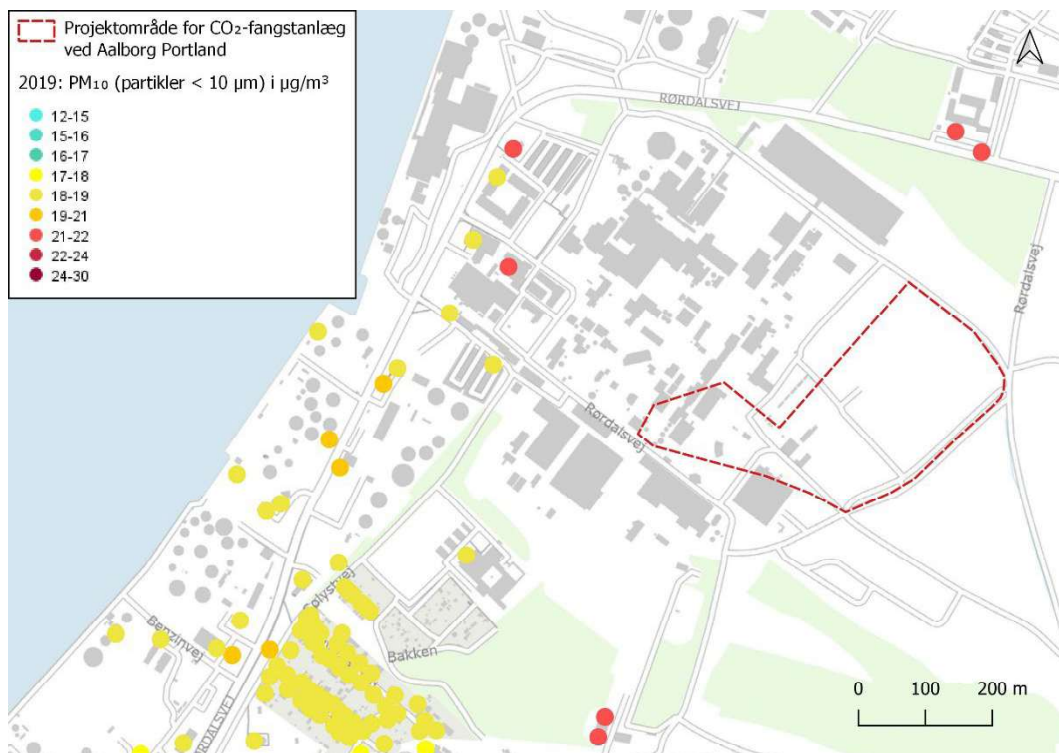 Projektområde for CO₂-fangstanlæg
ved Aalborg Portland
2019: PM₁₀ (partikler < 10 µm) i µg/m³
12-15
15-16
16-17
17-18
18-19
19-21
21-22
22-24
24-30
RØRDALSVEJ
Rørdalsvej
Rørdalsvej
Benzinvej
Bakken
RØRDALSVEJ
0 100 200 m